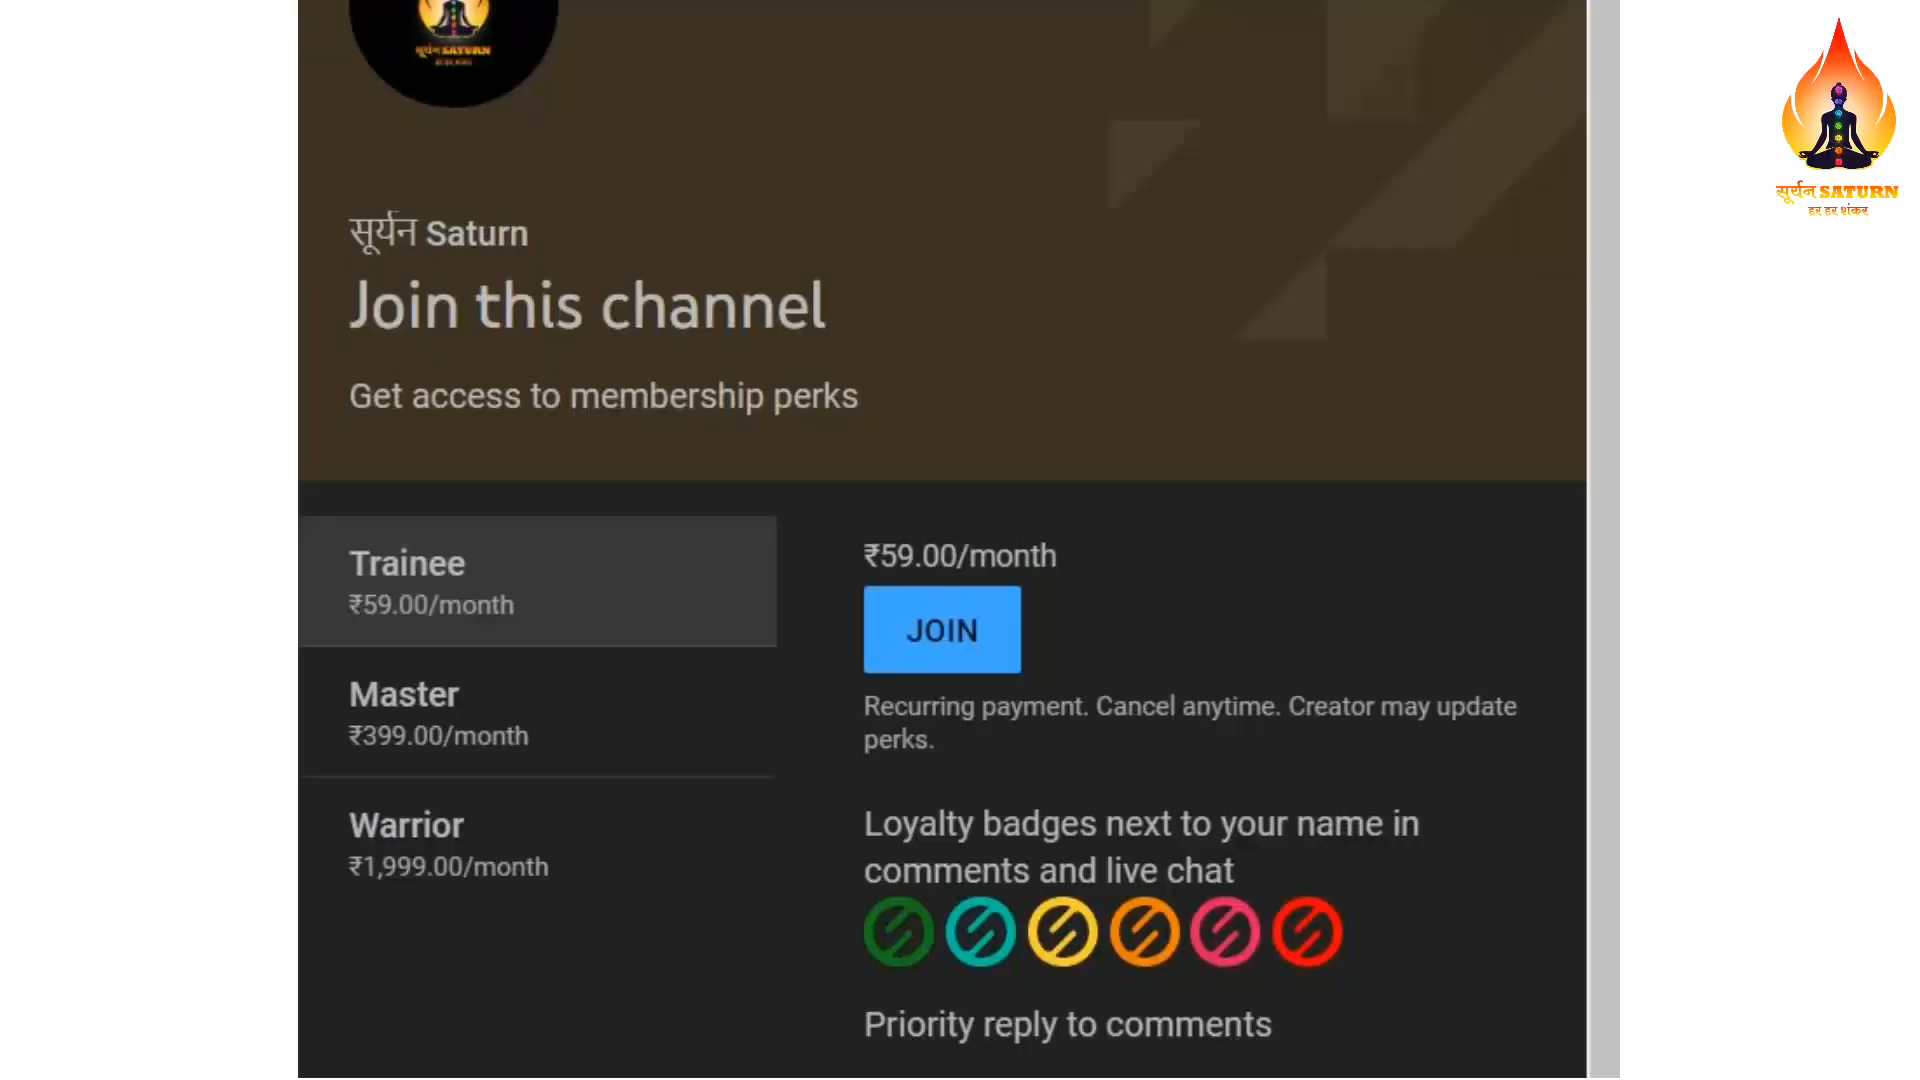 सूर्यन SATURN
सूर्यन SATURN
हर हर शंकर
सूर्यन Saturn
Join this channel
Get access to membership perks
Trainee
₹59.00/month
Master
₹399.00/month
Warrior
₹1,999.00/month
₹59.00/month
JOIN
Recurring payment. Cancel anytime. Creator may update
perks.
Loyalty badges next to your name in
comments and live chat
Priority reply to comments